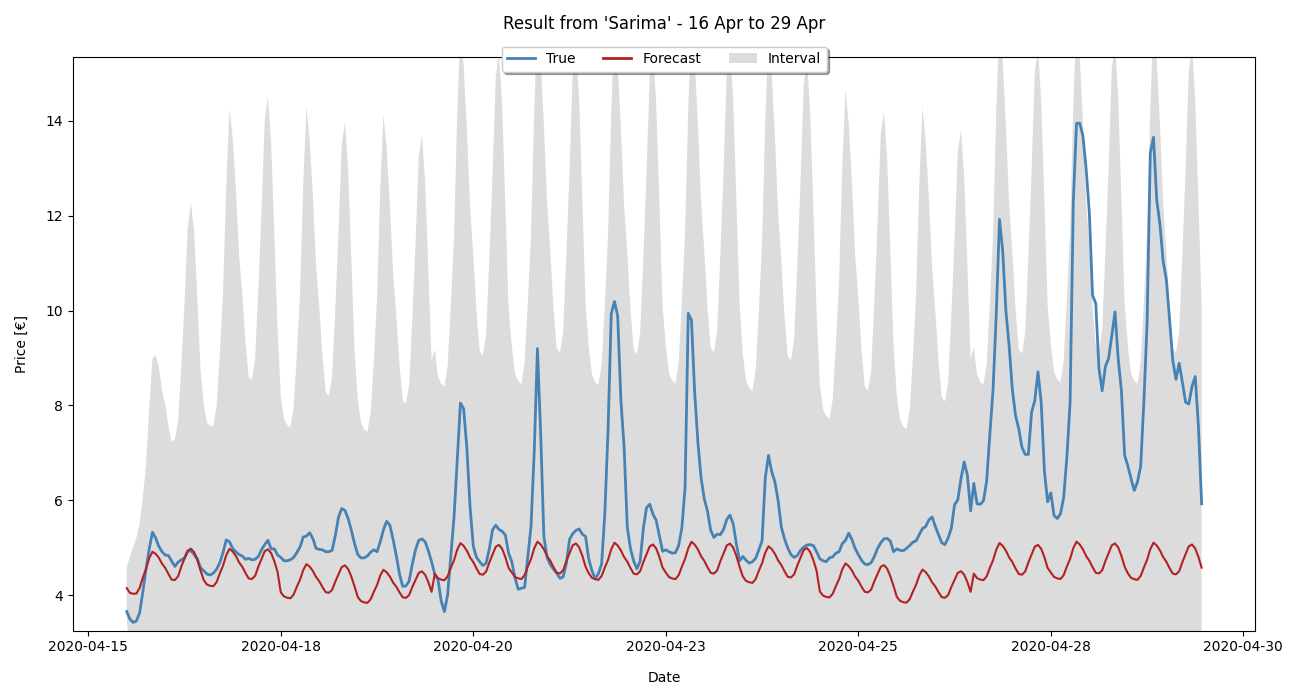 Result from 'Sarima' - 16 Apr to 29 Apr
True Forecast Interval
14
12
10
8
6
4
Price [€]
2020-04-15 2020-04-18 2020-04-20 2020-04-23 2020-04-25 2020-04-28 2020-04-30
Date